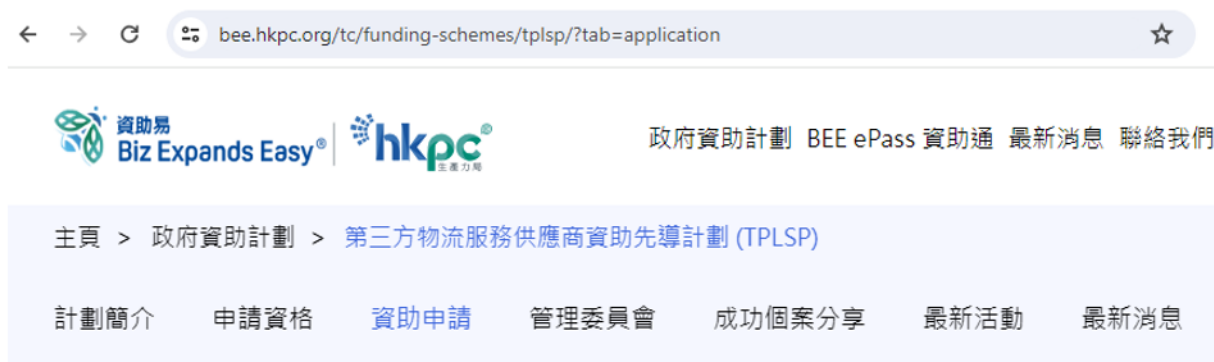 bee.hkpc.org/tc/funding-schemes/tplsp/?tab=application
資助易
Biz Expands Easy®
hkpc®
生產力局
政府資助計劃 BEE ePass 資助通 最新消息 聯絡我們
主頁 > 政府資助計劃 > 第三方物流服務供應商資助先導計劃 (TPLSP)
計劃簡介 申請資格 資助申請 管理委員會 成功個案分享 最新活動 最新消息